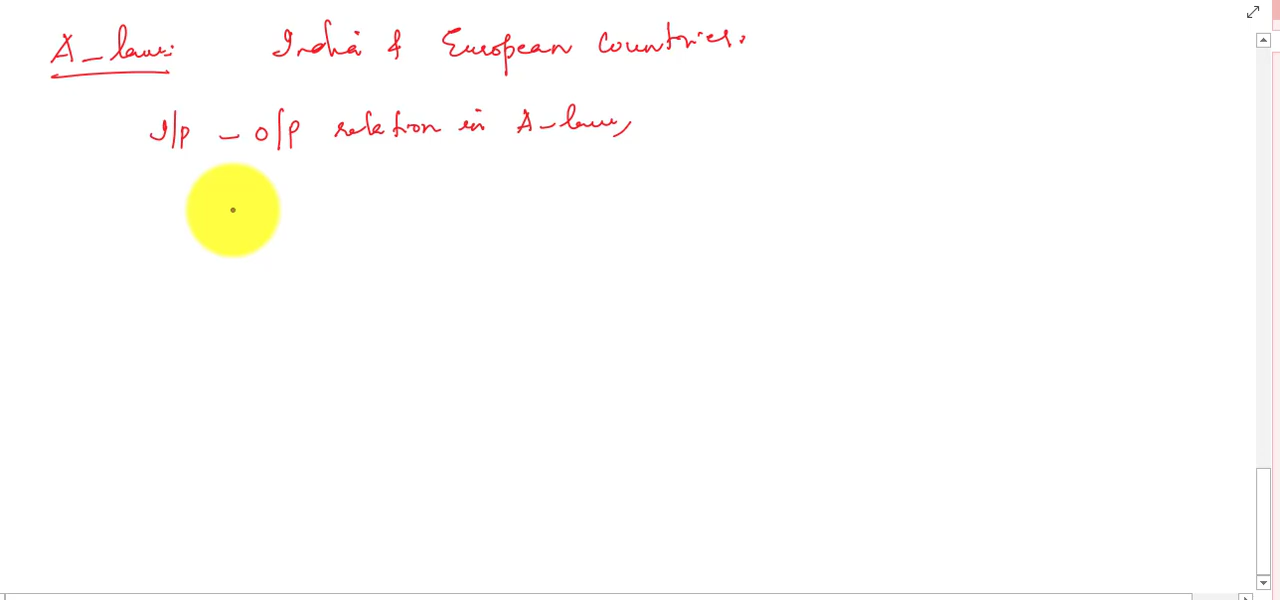 A-law: India & European Countries.
I/p - o/p relation in A-law,